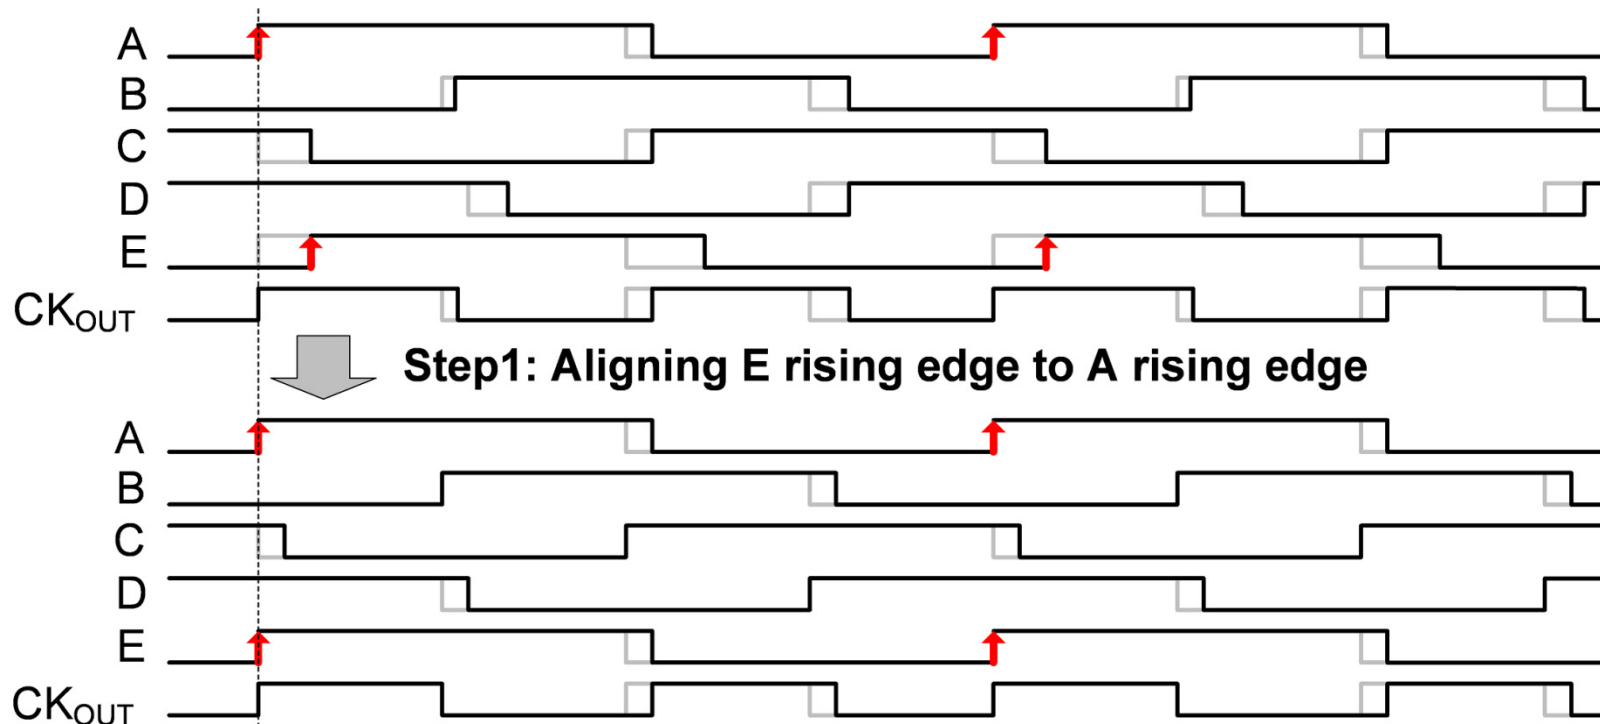 A
B
C
D
E
CKOUT
Step1: Aligning E rising edge to A rising edge
A
B
C
D
E
CKOUT